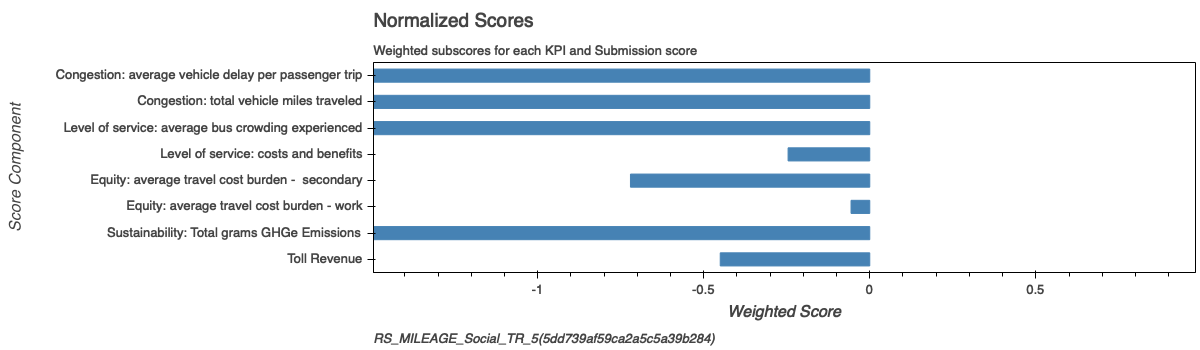 Normalized Scores
Weighted subscores for each KPI and Submission score
Score Component
Congestion: average vehicle delay per passenger trip
Congestion: total vehicle miles traveled
Level of service: average bus crowding experienced
Level of service: costs and benefits
Equity: average travel cost burden -  secondary
Equity: average travel cost burden - work
Sustainability: Total grams GHGe Emissions
Toll Revenue
-1 -0.5 0 0.5
Weighted Score
RS_MILEAGE_Social_TR_5(5dd739af59ca2a5c5a39b284)